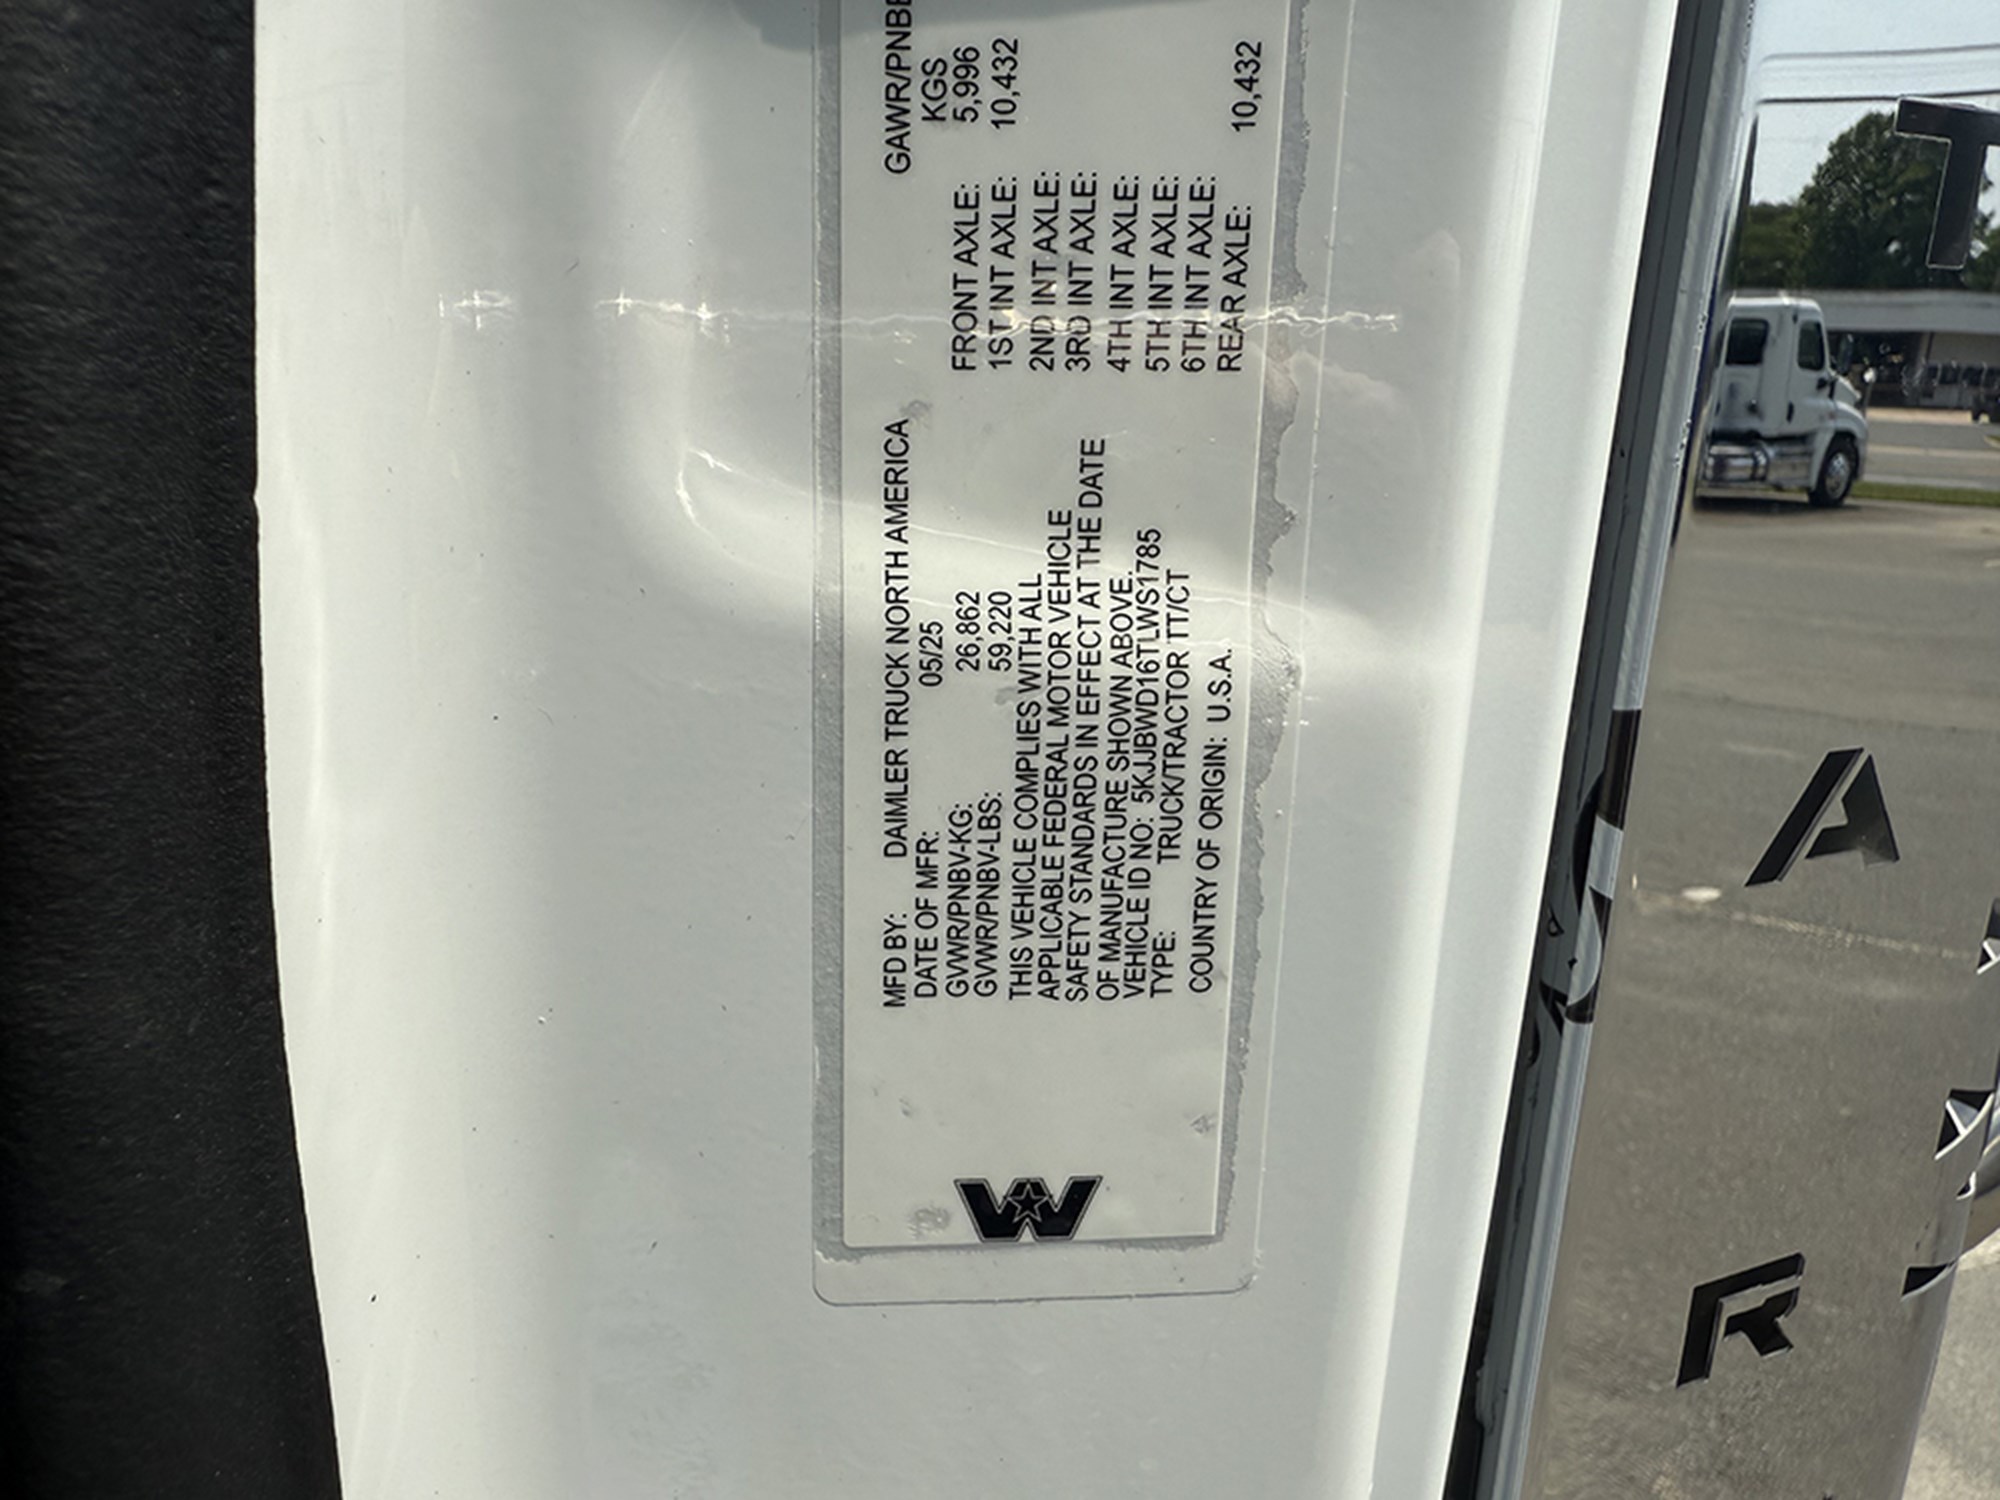 MFD BY: DAIMLER TRUCK NORTH AMERICA
DATE OF MFR: 05/25
GVWR/PNBV-KG: 26,862
GVWR/PNBV-LBS: 59,220
THIS VEHICLE COMPLIES WITH ALL
APPLICABLE FEDERAL MOTOR VEHICLE
SAFETY STANDARDS IN EFFECT AT THE DATE
OF MANUFACTURE SHOWN ABOVE.
VEHICLE ID NO: 5KJJBWD16TLWS1785
TYPE: TRUCK/TRACTOR TT/CT
COUNTRY OF ORIGIN: U.S.A.
GAWR/PNBE
KGS
FRONT AXLE: 5,996
1ST INT AXLE: 10,432
2ND INT AXLE:
3RD INT AXLE:
4TH INT AXLE:
5TH INT AXLE:
6TH INT AXLE:
REAR AXLE: 10,432
T
A
R